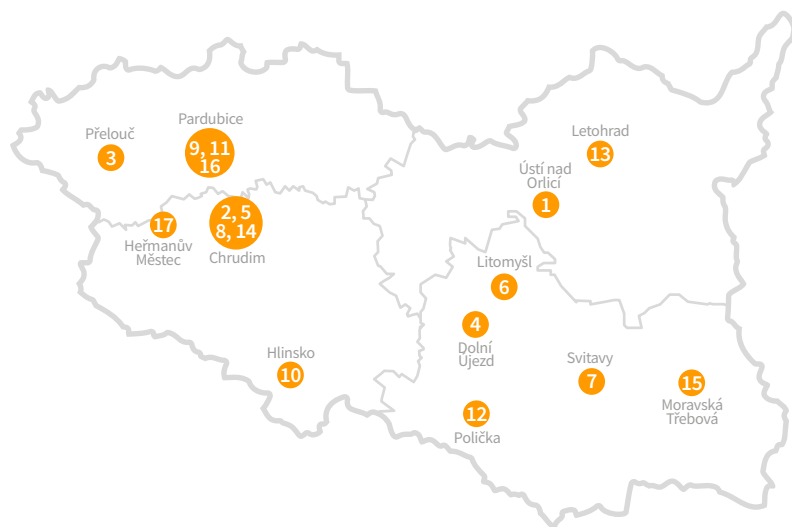 Pardubice
9, 11
16
Přelouč
3
Letohrad
13
Ústí nad
Orlicí
1
2, 5
8, 14
Chrudim
17
Heřmanův
Městec
Litomyšl
6
4
Dolní
Újezd
Hlinsko
10
Svitavy
7
15
Moravská
Třebová
12
Polička